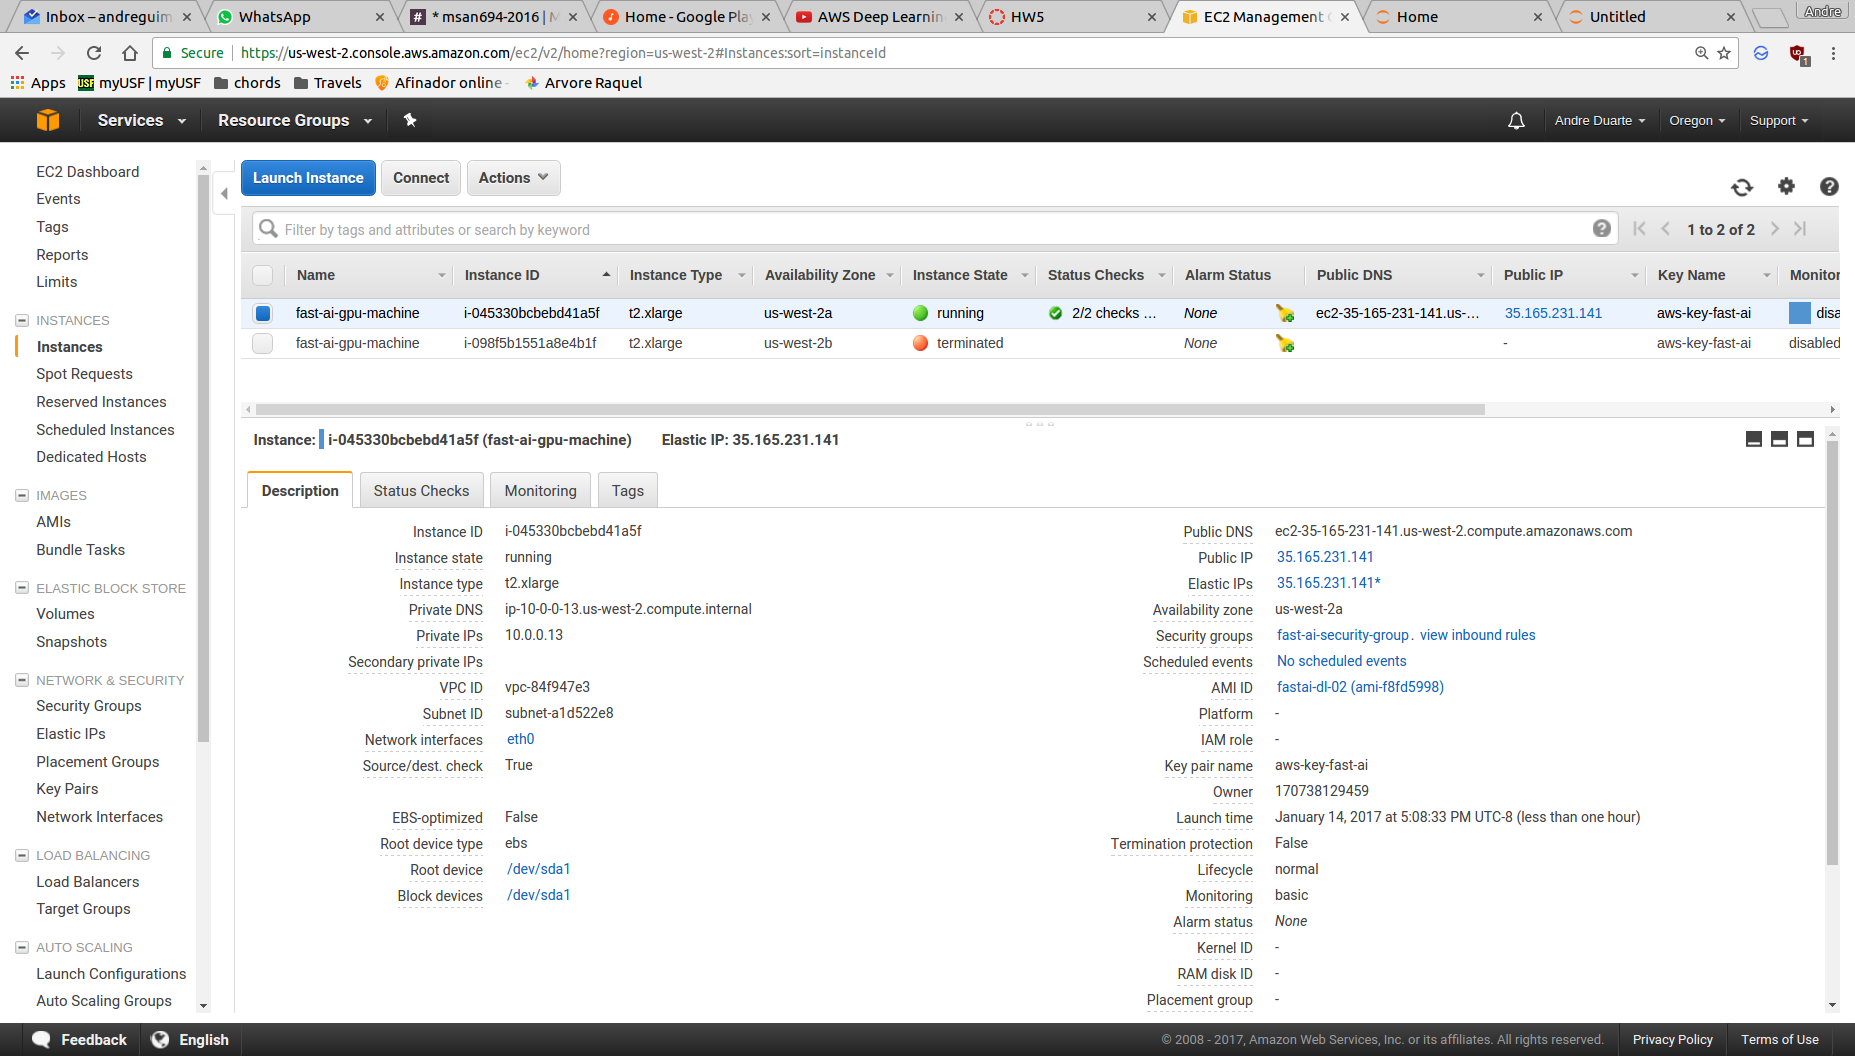 Inbox – andreguim
WhatsApp
* msan694-2016 | M
Home - Google Play
AWS Deep Learnin
HW5
EC2 Management
Home
Untitled
Andre
Secure
https://us-west-2.console.aws.amazon.com/ec2/v2/home?region=us-west-2#Instances:sort=instanceId
1
Apps
USF
myUSF | myUSF
chords
Travels
Afinador online -
Arvore Raquel
Services
Resource Groups
Andre Duarte
Oregon
Support
EC2 Dashboard
Events
Tags
Reports
Limits
INSTANCES
Instances
Spot Requests
Reserved Instances
Scheduled Instances
Dedicated Hosts
IMAGES
AMIs
Bundle Tasks
ELASTIC BLOCK STORE
Volumes
Snapshots
NETWORK & SECURITY
Security Groups
Elastic IPs
Placement Groups
Key Pairs
Network Interfaces
LOAD BALANCING
Load Balancers
Target Groups
AUTO SCALING
Launch Configurations
Auto Scaling Groups
Launch Instance
Connect
Actions
Filter by tags and attributes or search by keyword
1 to 2 of 2
Name Instance ID Instance Type Availability Zone Instance State Status Checks Alarm Status Public DNS Public IP Key Name Monitor
fast-ai-gpu-machine i-045330bcbebd41a5f t2.xlarge us-west-2a running 2/2 checks ... None ec2-35-165-231-141.us-... 35.165.231.141 aws-key-fast-ai disa
fast-ai-gpu-machine i-098f5b1551a8e4b1f t2.xlarge us-west-2b terminated None - aws-key-fast-ai disabled
Instance: i-045330bcbebd41a5f (fast-ai-gpu-machine) Elastic IP: 35.165.231.141
Description
Status Checks
Monitoring
Tags
Instance ID i-045330bcbebd41a5f
Instance state running
Instance type t2.xlarge
Private DNS ip-10-0-0-13.us-west-2.compute.internal
Private IPs 10.0.0.13
Secondary private IPs
VPC ID vpc-84f947e3
Subnet ID subnet-a1d522e8
Network interfaces eth0
Source/dest. check True
EBS-optimized False
Root device type ebs
Root device /dev/sda1
Block devices /dev/sda1
Public DNS ec2-35-165-231-141.us-west-2.compute.amazonaws.com
Public IP 35.165.231.141
Elastic IPs 35.165.231.141*
Availability zone us-west-2a
Security groups fast-ai-security-group. view inbound rules
Scheduled events No scheduled events
AMI ID fastai-dl-02 (ami-f8fd5998)
Platform -
IAM role -
Key pair name aws-key-fast-ai
Owner 170738129459
Launch time January 14, 2017 at 5:08:33 PM UTC-8 (less than one hour)
Termination protection False
Lifecycle normal
Monitoring basic
Alarm status None
Kernel ID -
RAM disk ID -
Placement group -
Feedback
English
© 2008 - 2017, Amazon Web Services, Inc. or its affiliates. All rights reserved.
Privacy Policy
Terms of Use